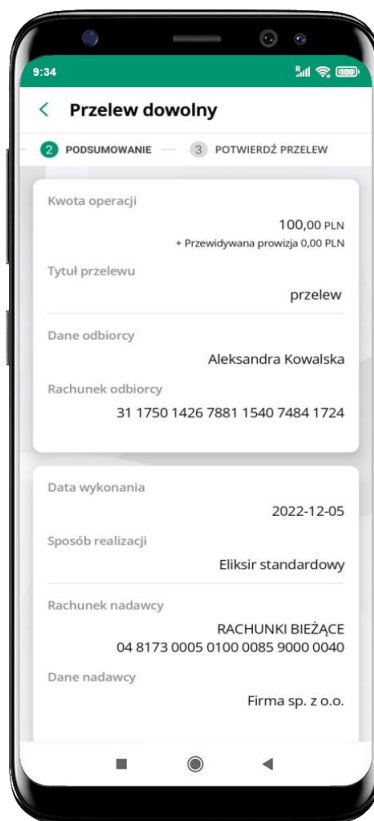 9:34
Przelew dowolny
2 PODSUMOWANIE 3 POTWIERDŹ PRZELEW
Kwota operacji
100,00 PLN
+ Przewidywana prowizja 0,00 PLN
Tytuł przelewu
przelew
Dane odbiorcy
Aleksandra Kowalska
Rachunek odbiorcy
31 1750 1426 7881 1540 7484 1724
Data wykonania
2022-12-05
Sposób realizacji
Eliksir standardowy
Rachunek nadawcy
RACHUNKI BIEŻĄCE
04 8173 0005 0100 0085 9000 0040
Dane nadawcy
Firma sp. z o.o.